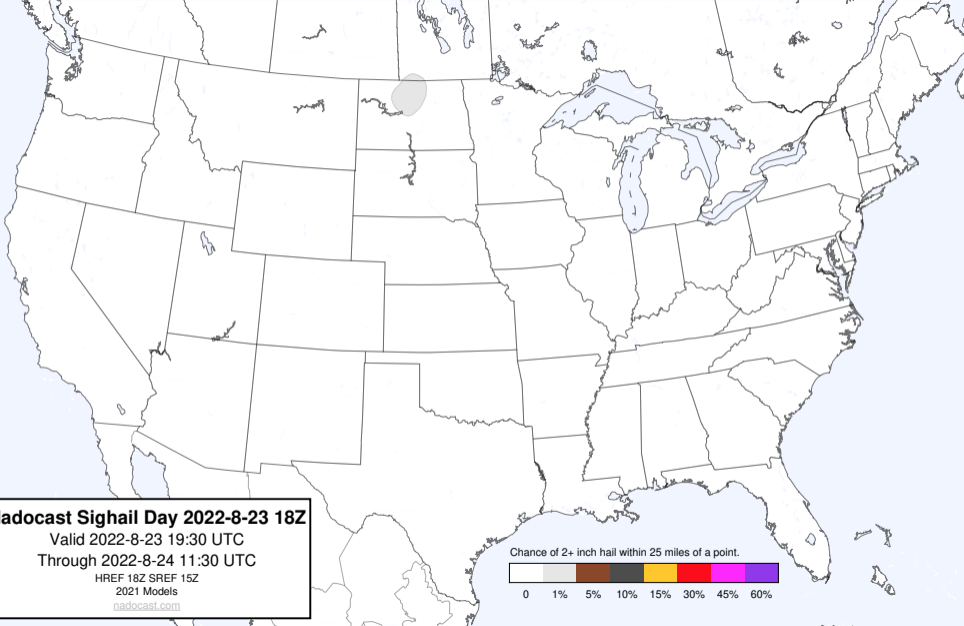 adocast Sighail Day 2022-8-23 18Z
Valid 2022-8-23 19:30 UTC
Through 2022-8-24 11:30 UTC
HREF 18Z SREF 15Z
2021 Models
nadocast.com
Chance of 2+ inch hail within 25 miles of a point.
0 1% 5% 10% 15% 30% 45% 60%